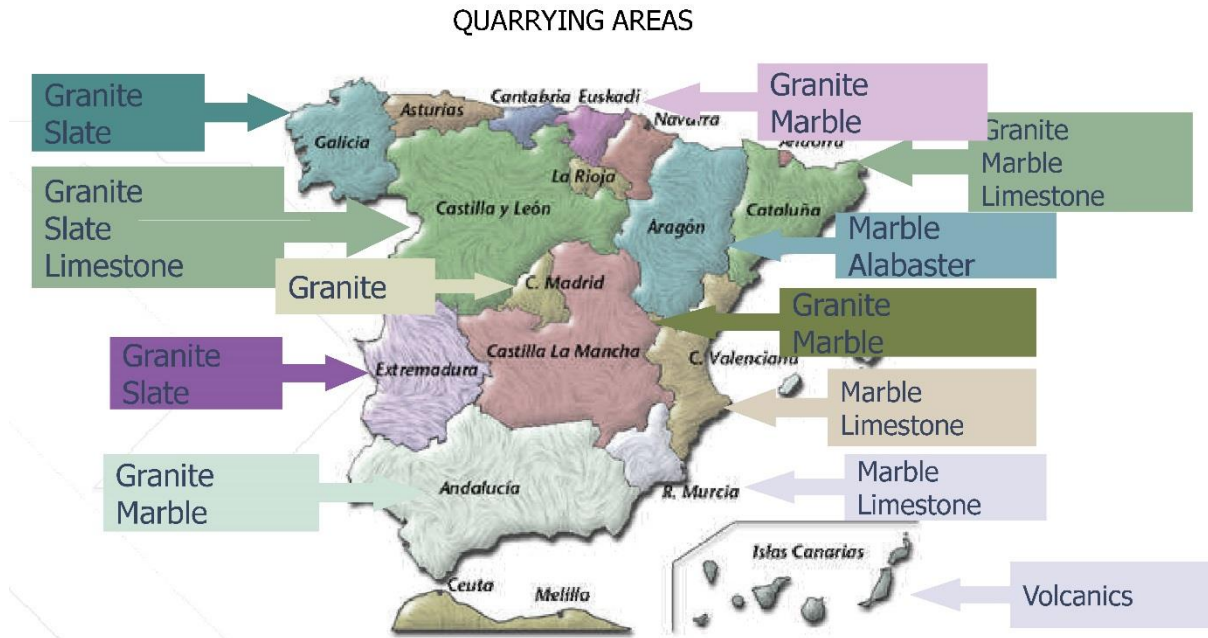 QUARRYING AREAS
Granite
Slate
Cantabria Euskadi
Asturias
Galicia
Navarra
Granite
Marble
Andorra
Granite
Marble
Limestone
La Rioja
Granite
Slate
Limestone
Castilla y León
Aragón
Cataluña
Marble
Alabaster
Granite
C. Madrid
Granite
Marble
Castilla La Mancha
C. Valenciana
Granite
Slate
Extremadura
Marble
Limestone
Granite
Marble
Andalucía
R. Murcia
Marble
Limestone
Islas Canarias
Ceuta
Melilla
Volcanics